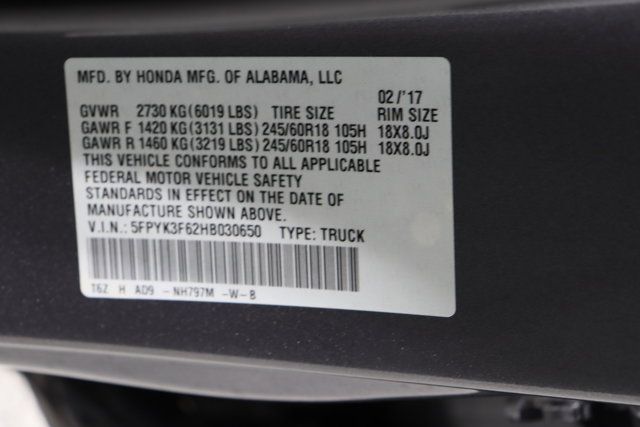 MFD. BY HONDA MFG. OF ALABAMA, LLC
02/'17
GVWR 2730 KG(6019 LBS) TIRE SIZE RIM SIZE
GAWR F 1420 KG(3131 LBS) 245/60R18 105H 18X8.0J
GAWR R 1460 KG(3219 LBS) 245/60R18 105H 18X8.0J
THIS VEHICLE CONFORMS TO ALL APPLICABLE
FEDERAL MOTOR VEHICLE SAFETY
STANDARDS IN EFFECT ON THE DATE OF
MANUFACTURE SHOWN ABOVE.
V.I.N.: 5FPYK3F62HB030650 TYPE: TRUCK
T6Z H AD9 -NH797M -W-B